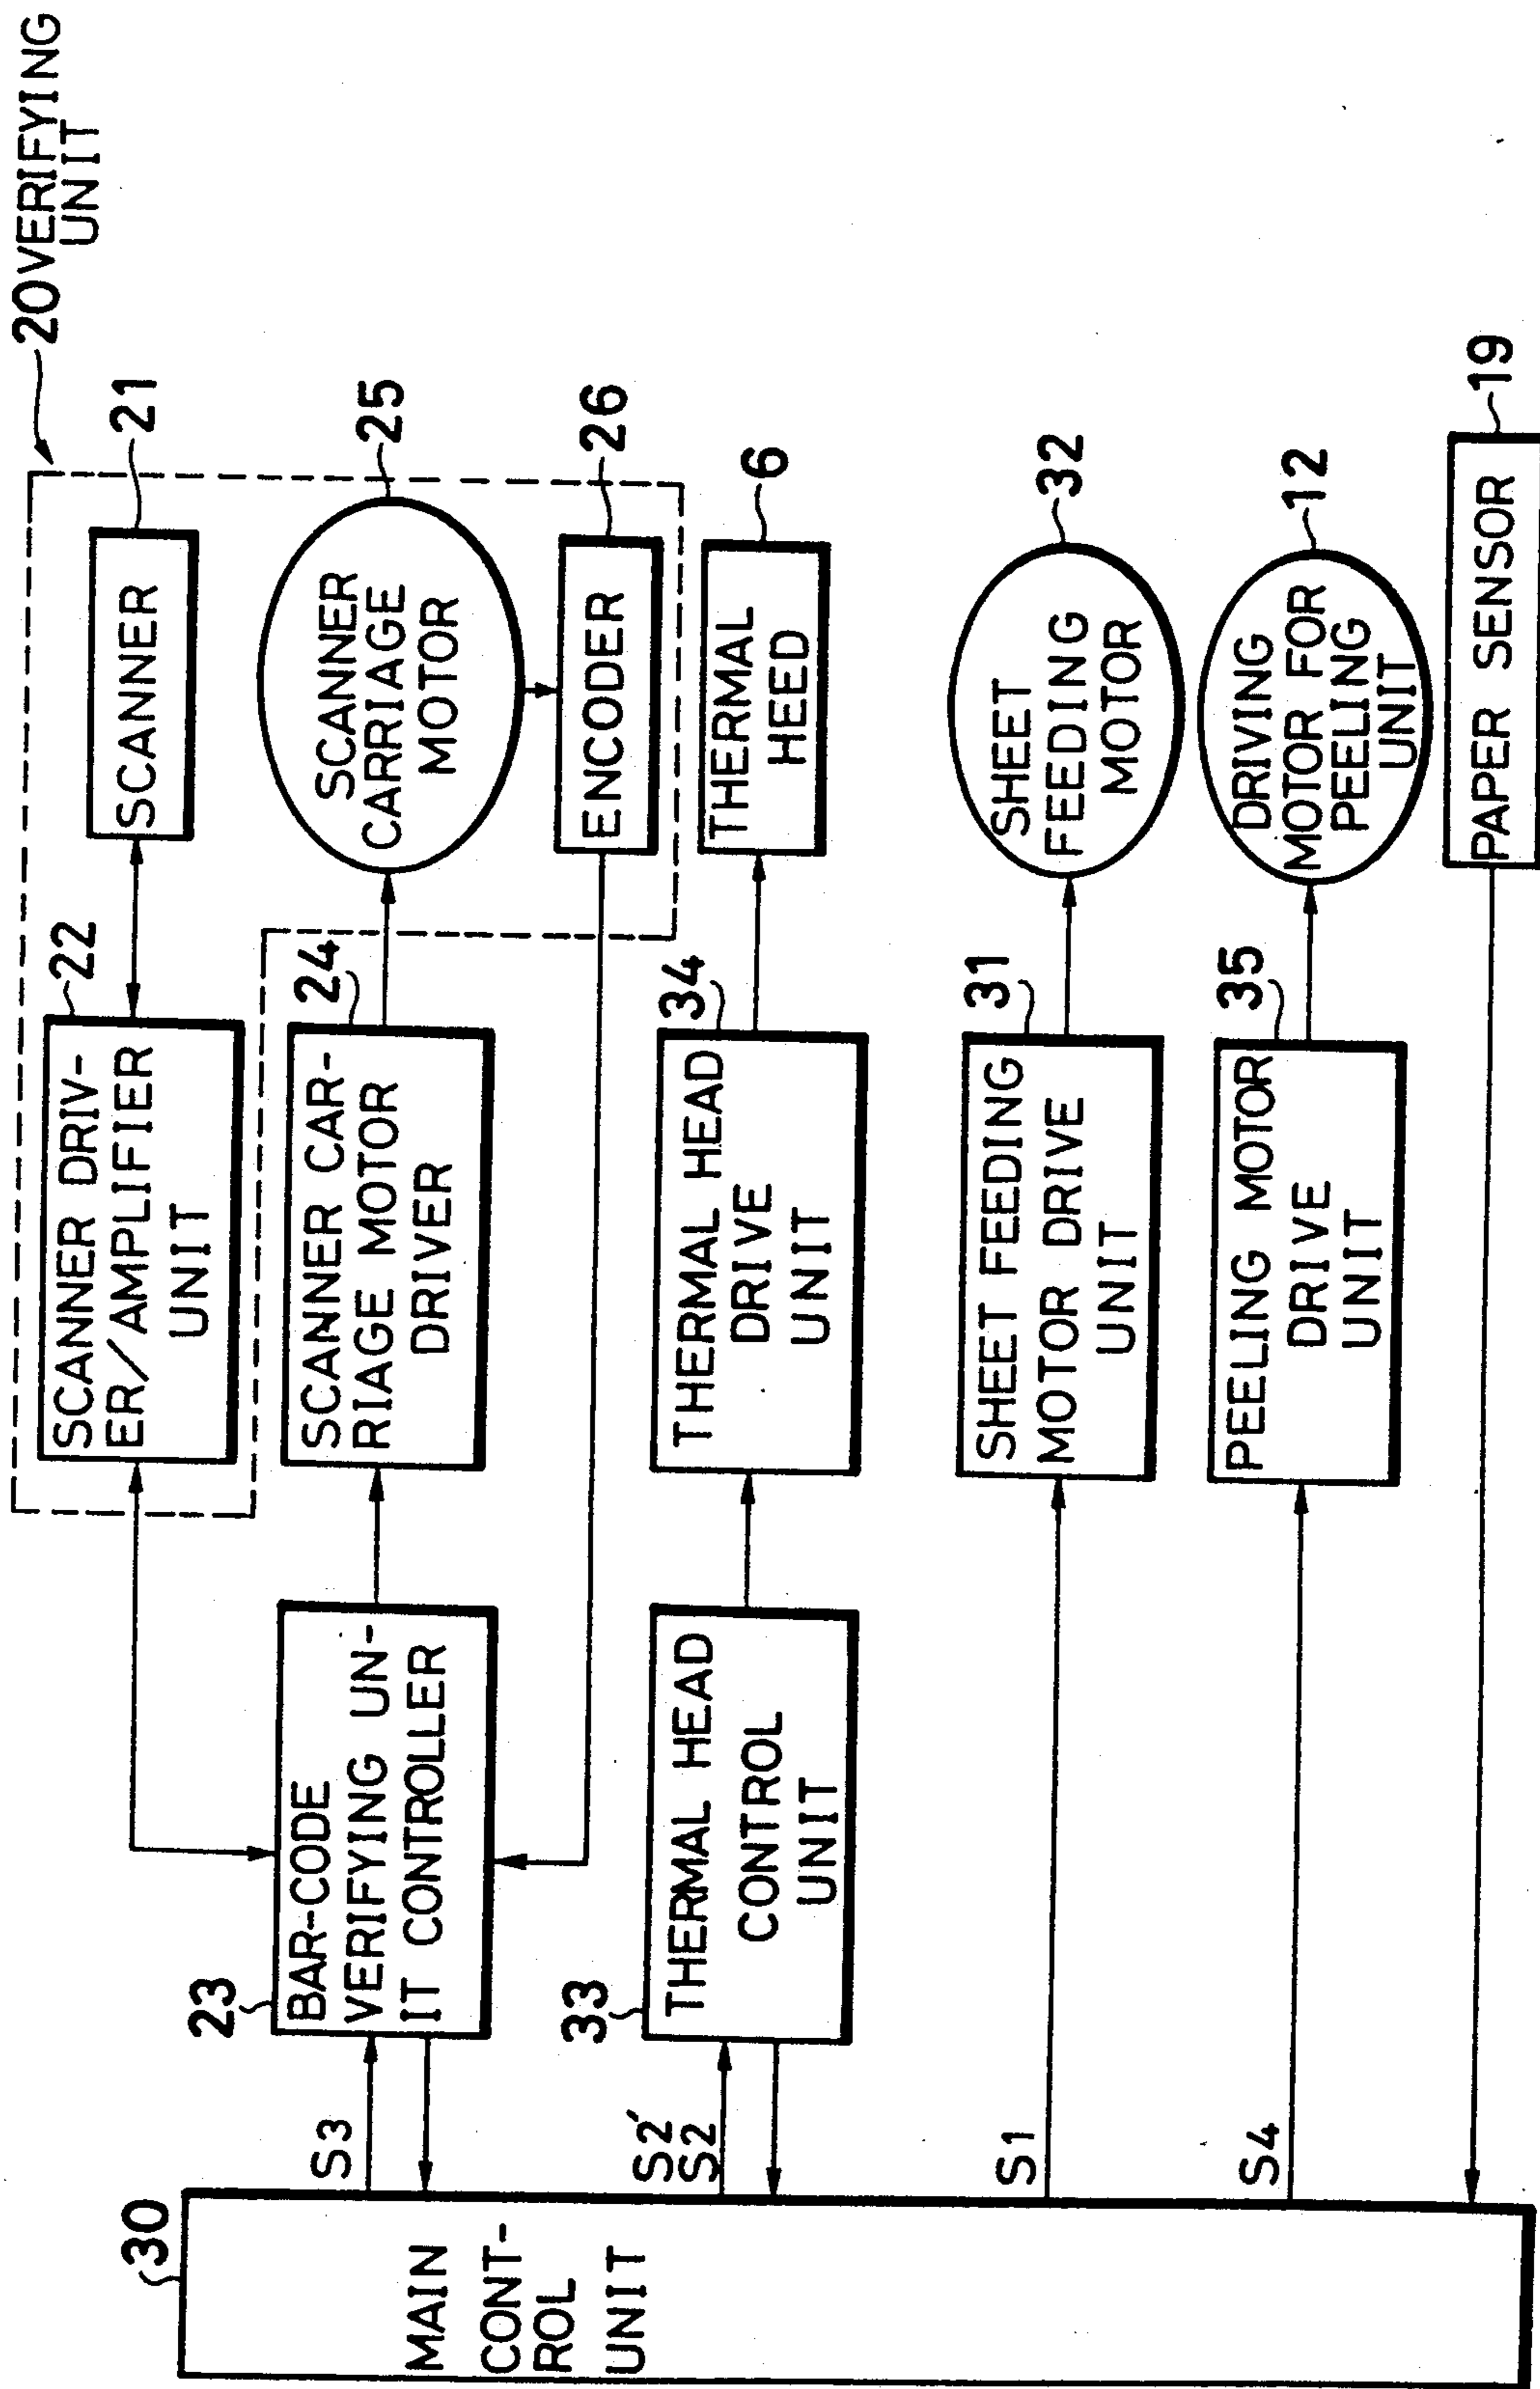 20 VERIFYING
UNIT
21
SCANNER
22
SCANNER DRIV-
ER/AMPLIFIER
UNIT
25
SCANNER
CARRIAGE
MOTOR
24
SCANNER CAR-
RIAGE MOTOR
DRIVER
26
ENCODER
23
BAR-CODE
VERIFYING UN-
IT CONTROLLER
S3
6
THERMAL
HEED
34
THERMAL HEAD
DRIVE
UNIT
33
THERMAL HEAD
CONTROL
UNIT
S2'
S2
32
SHEET
FEEDING
MOTOR
31
SHEET FEEDING
MOTOR DRIVE
UNIT
S1
12
DRIVING
MOTOR FOR
PEELING
UNIT
35
PEELING MOTOR
DRIVE
UNIT
S4
19
PAPER SENSOR
30
MAIN
CONT-
ROL
UNIT